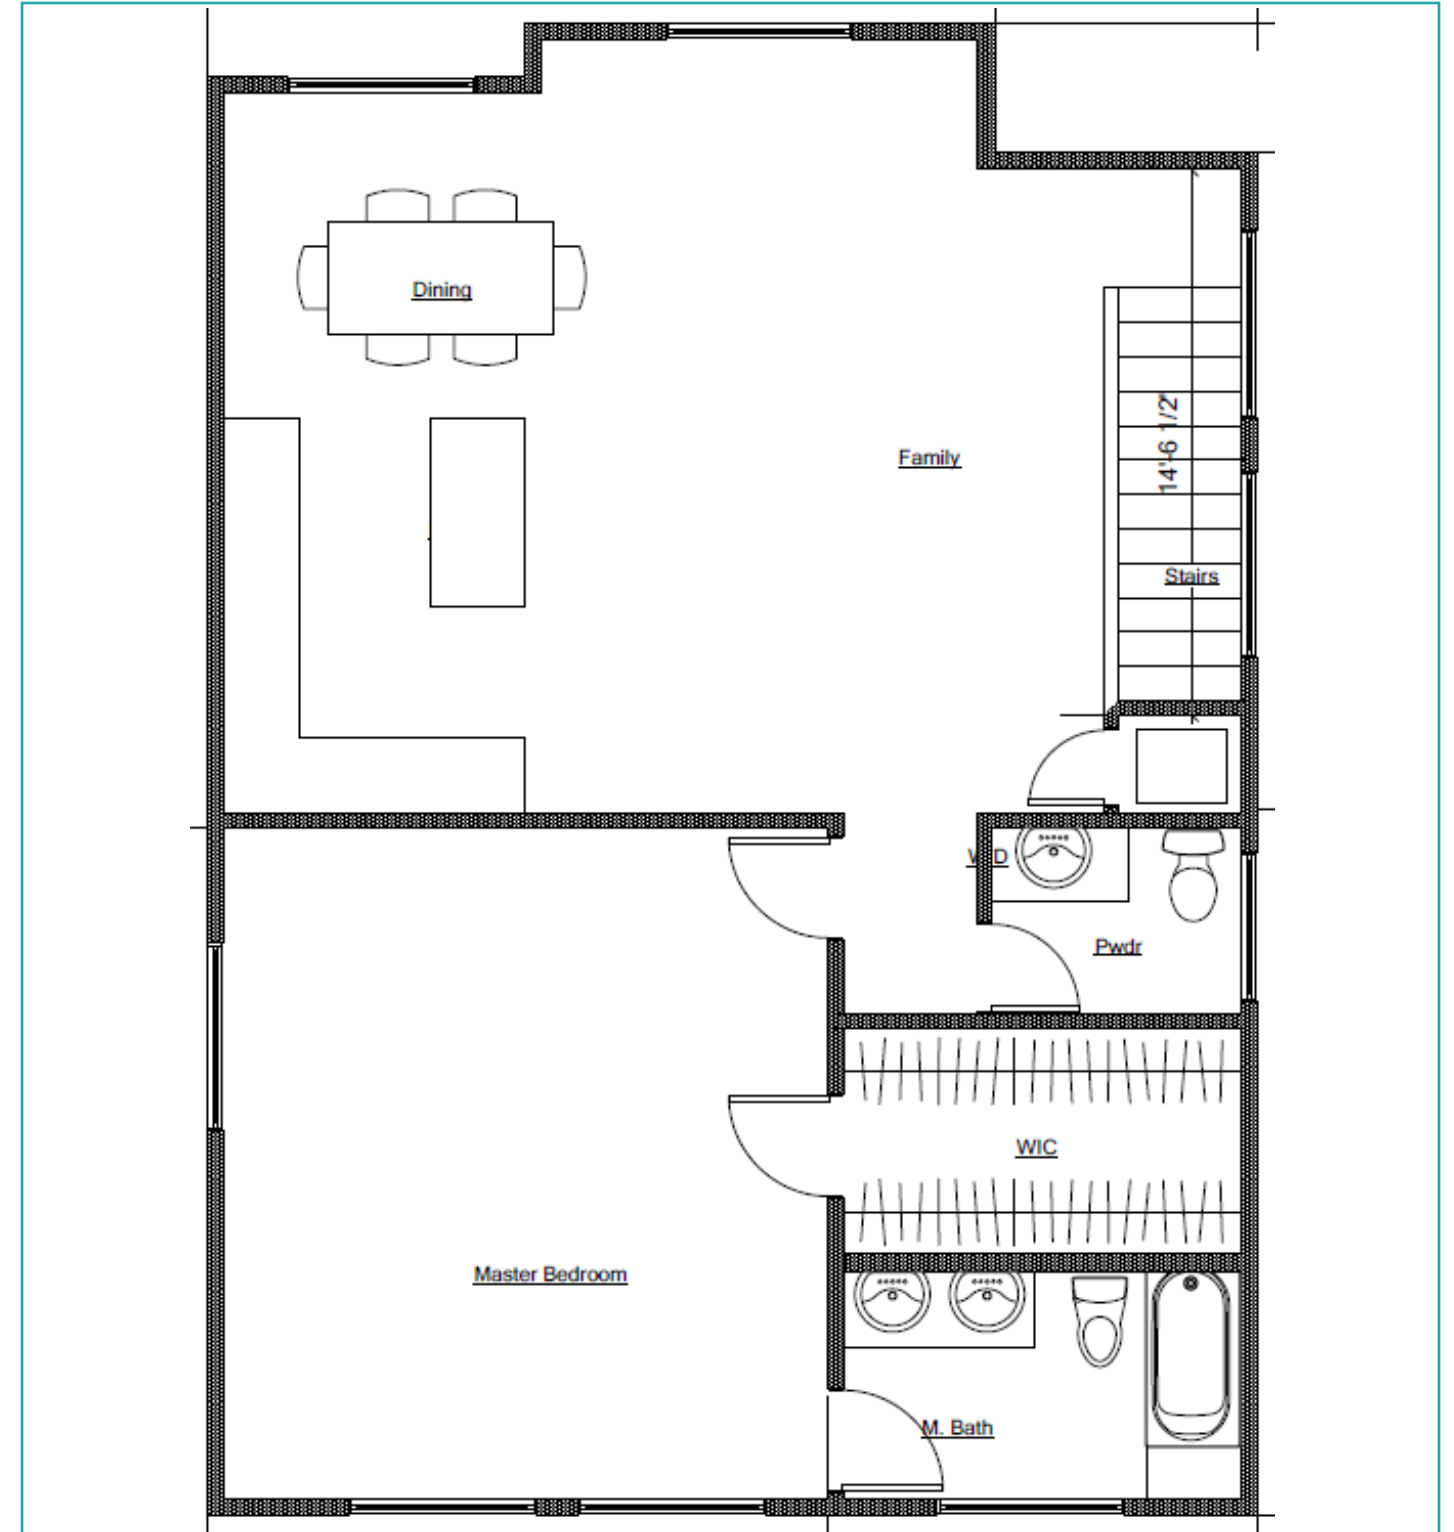 Dining
Family
14'-6 1/2"
Stairs
W/D
Pwdr
WIC
Master Bedroom
M. Bath